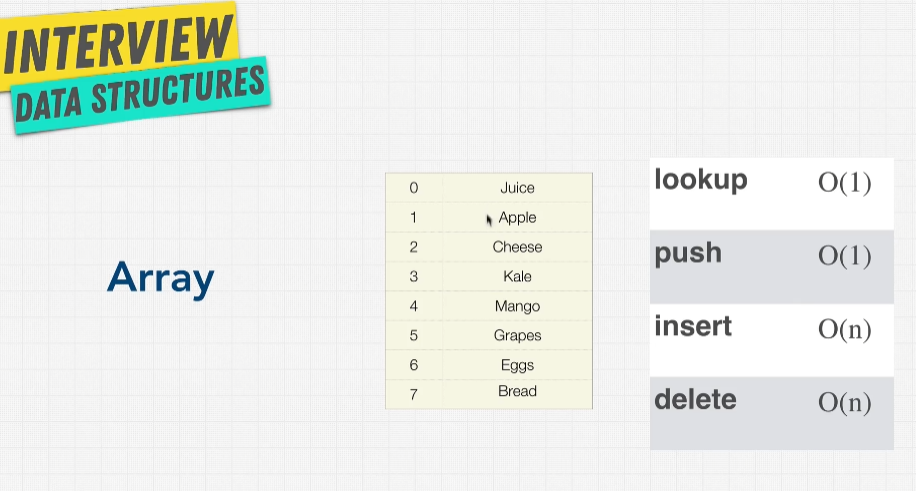 INTERVIEW
DATA STRUCTURES
Array
0 Juice
1 Apple
2 Cheese
3 Kale
4 Mango
5 Grapes
6 Eggs
7 Bread
lookup O(1)
push O(1)
insert O(n)
delete O(n)